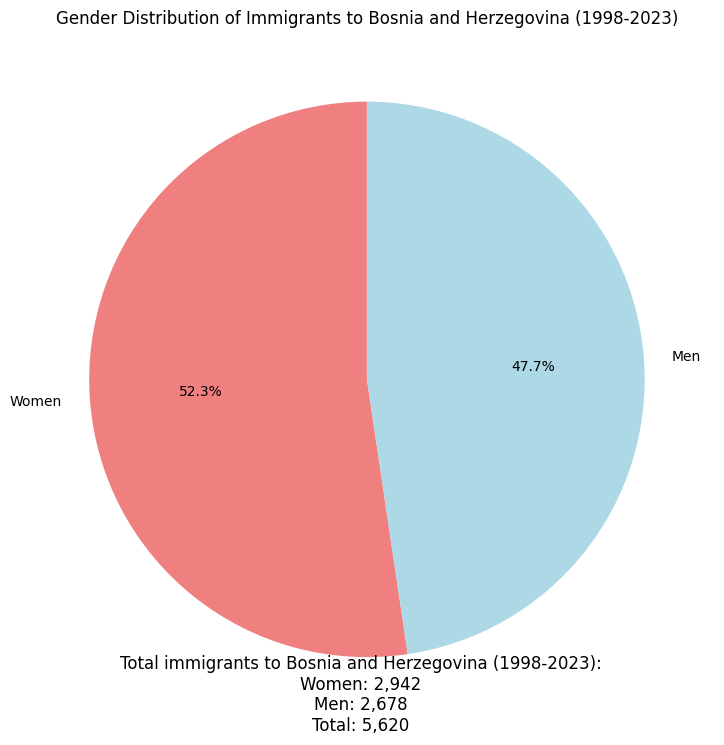 Gender Distribution of Immigrants to Bosnia and Herzegovina (1998-2023)
Men
47.7%
52.3%
Women
Total immigrants to Bosnia and Herzegovina (1998-2023):
Women: 2,942
Men: 2,678
Total: 5,620